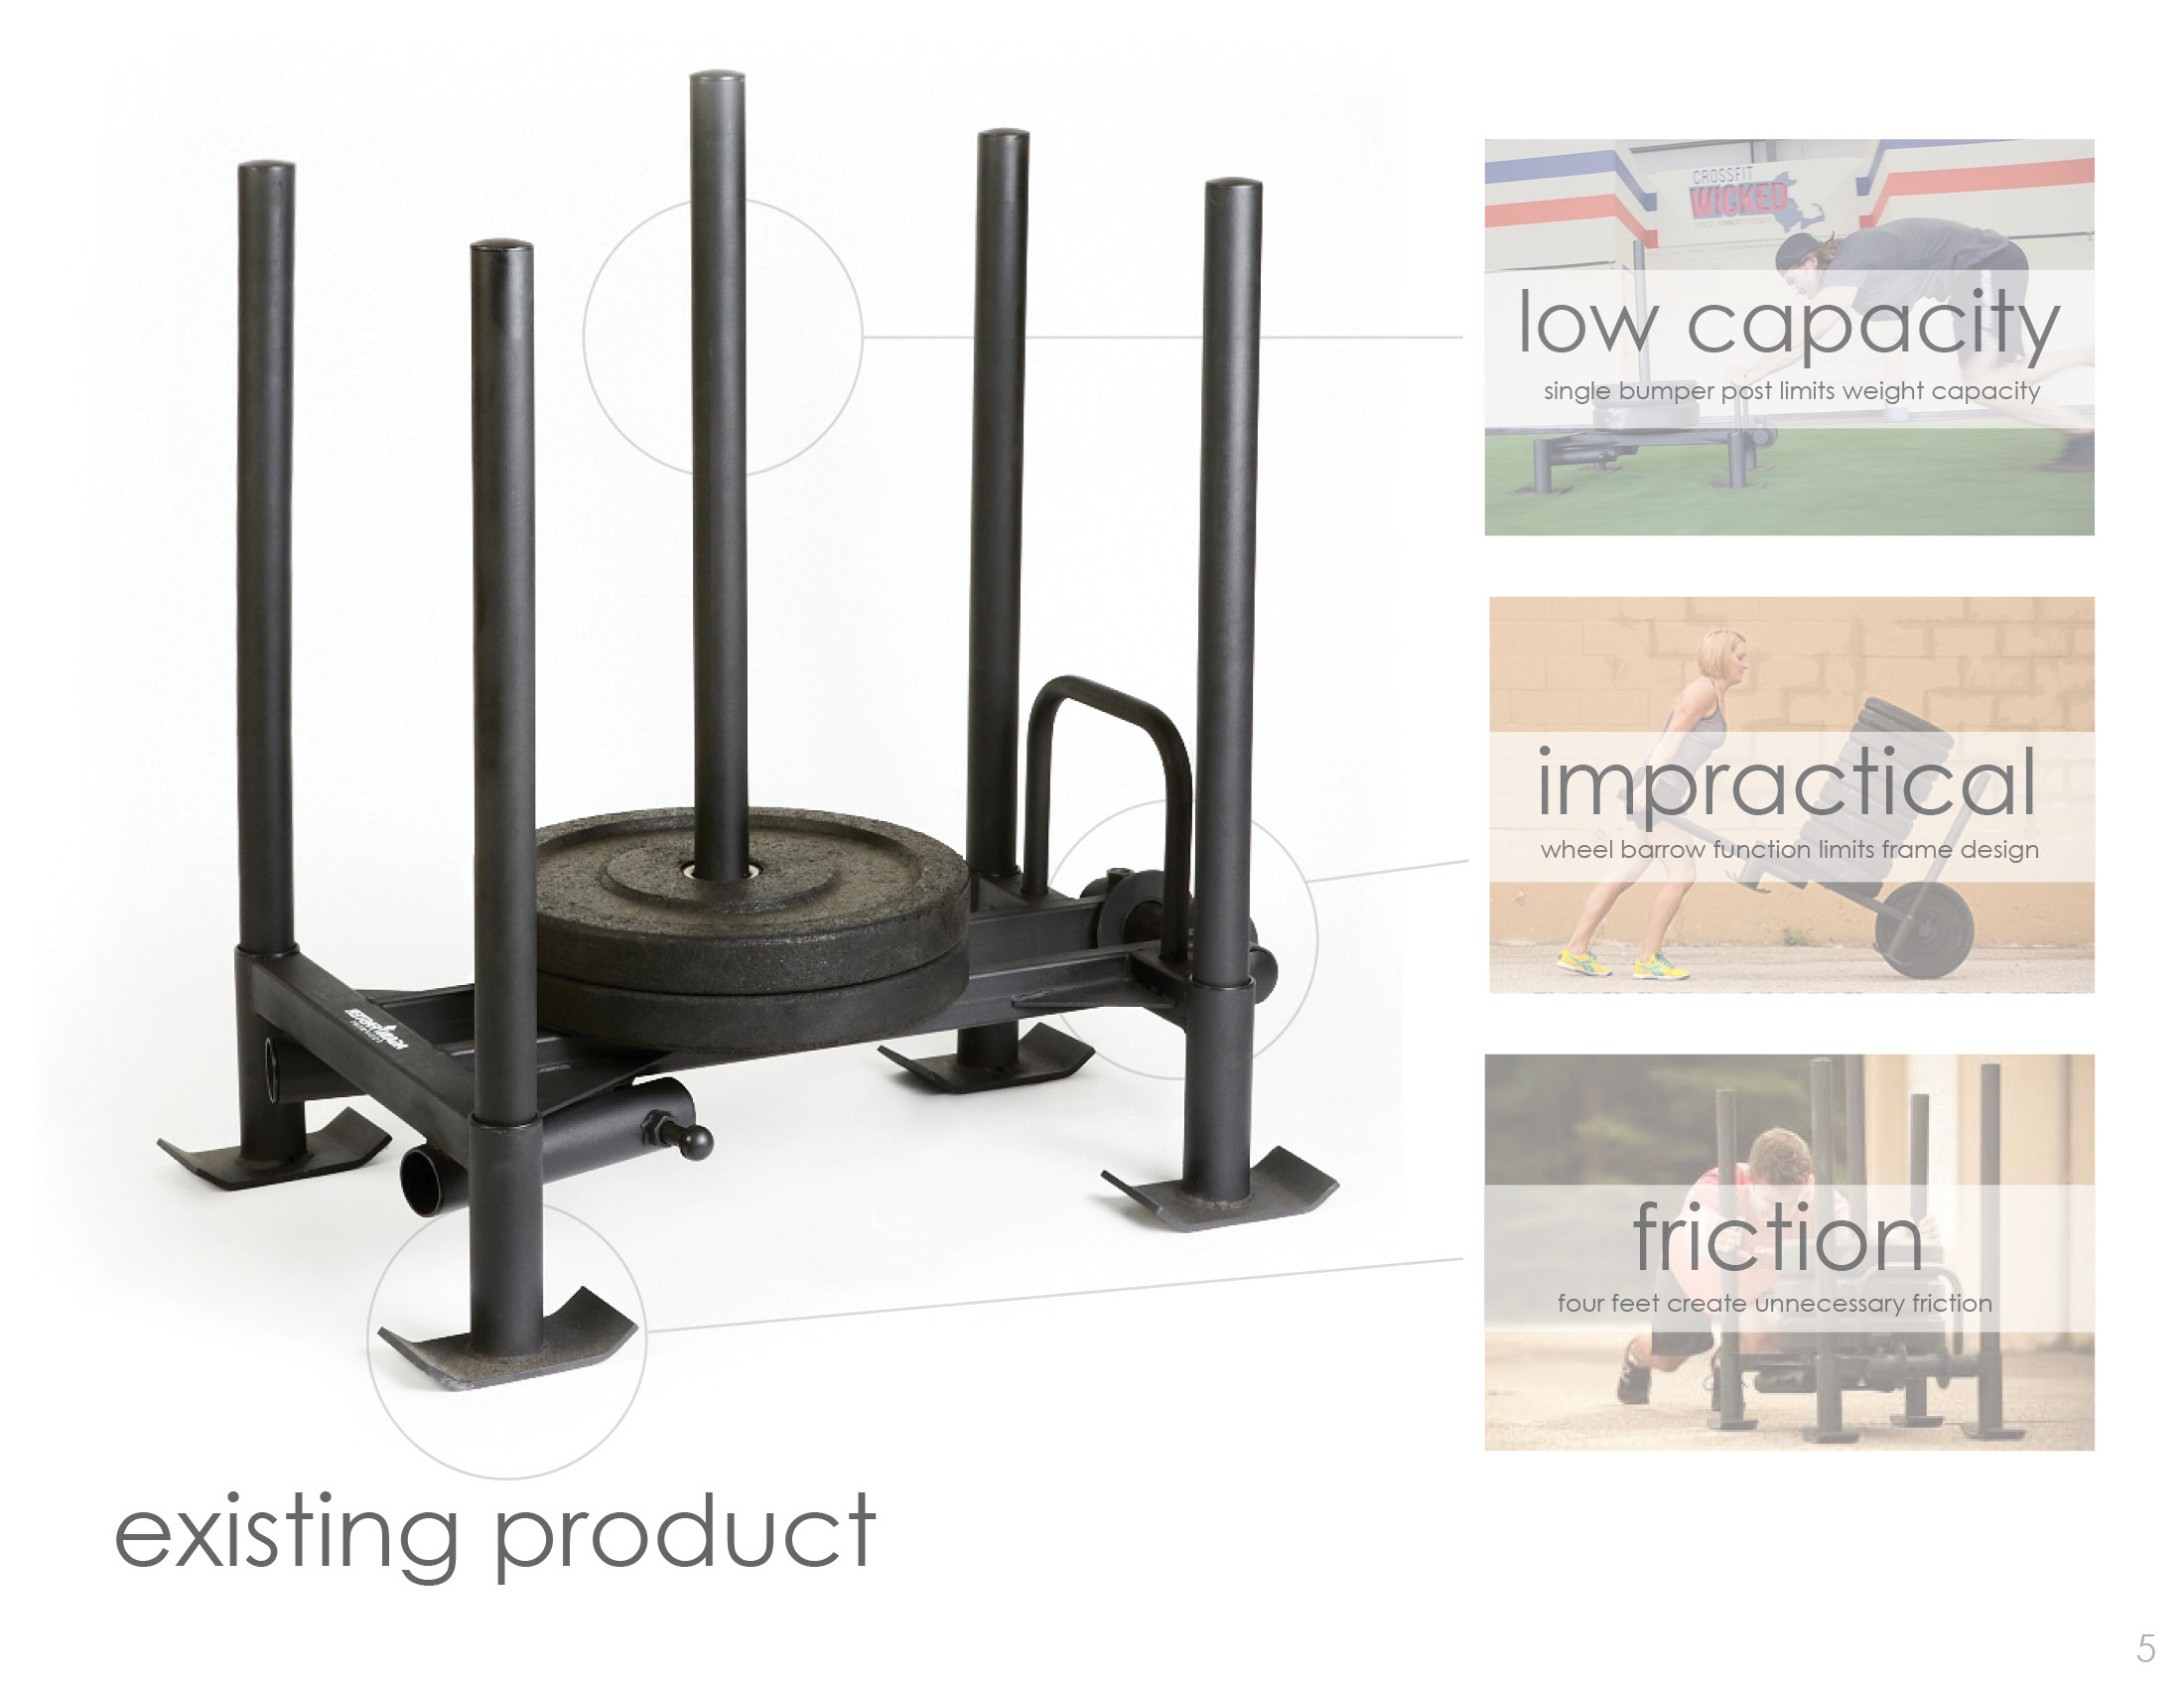 CROSSFIT
WICKED
low capacity
single bumper post limits weight capacity
impractical
wheel barrow function limits frame design
friction
four feet create unnecessary friction
existing product
5